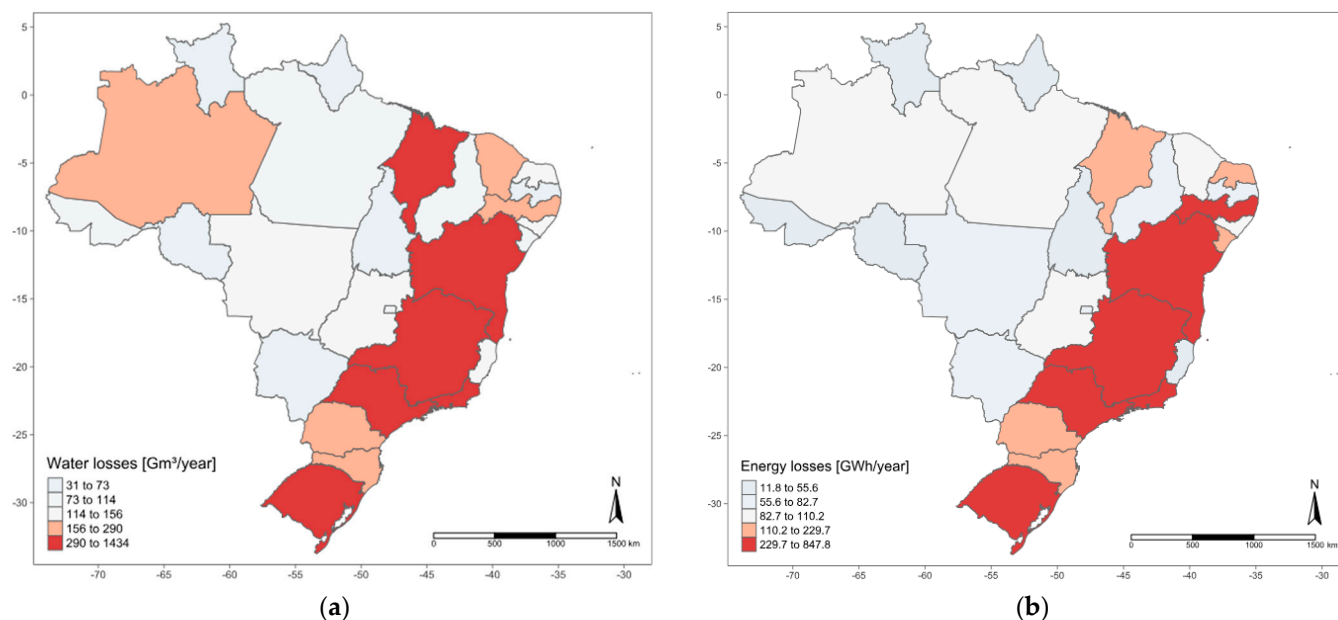 5
0
-5
-10
-15
-20
-25
-30
Water losses [Gm³/year]
31 to 73
73 to 114
114 to 156
156 to 290
290 to 1434
N
0 500 1000 1500 km
-70 -65 -60 -55 -50 -45 -40 -35 -30
(a)
5
0
-5
-10
-15
-20
-25
-30
Energy losses [GWh/year]
11.8 to 55.6
55.6 to 82.7
82.7 to 110.2
110.2 to 229.7
229.7 to 847.8
N
0 500 1000 1500 km
-70 -65 -60 -55 -50 -45 -40 -35 -30
(b)